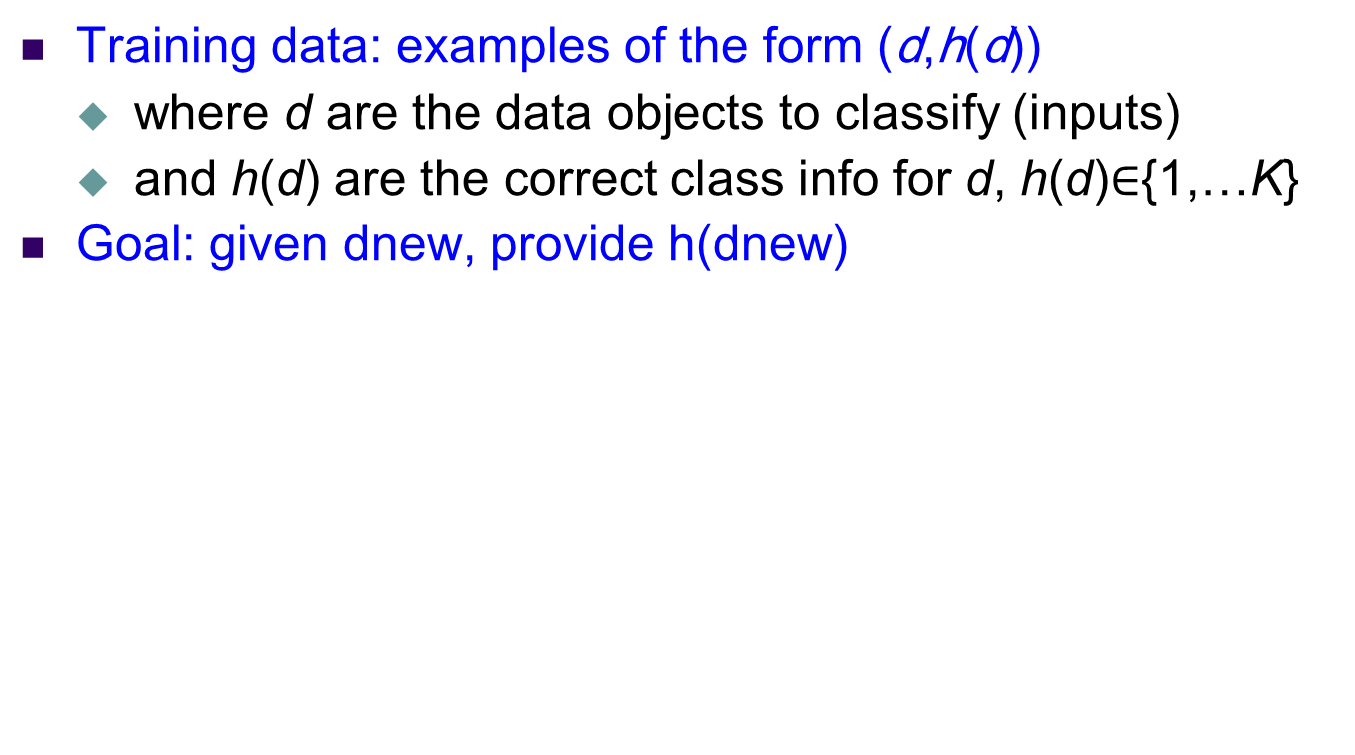 ■ Training data: examples of the form (d,h(d))
◆ where d are the data objects to classify (inputs)
◆ and h(d) are the correct class info for d, h(d)∈{1,…K}
■ Goal: given dnew, provide h(dnew)